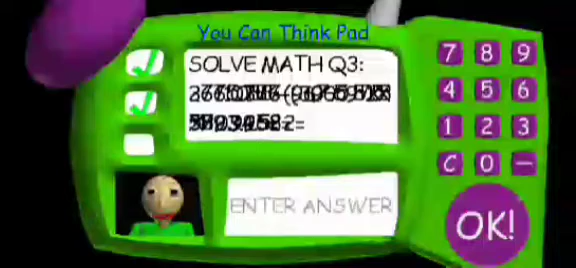 You Can Think Pad
SOLVE MATH Q3:
ENTER ANSWER
7 8 9
4 5 6
1 2 3
C 0 —
OK!